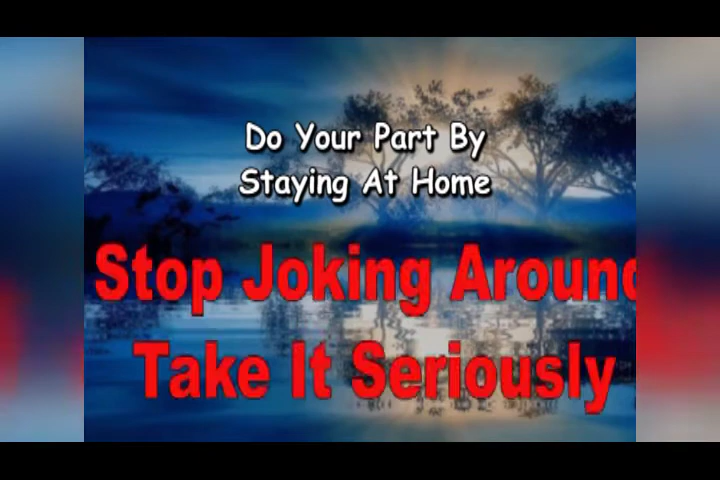 Do Your Part By
Staying At Home
Stop Joking Around
Take It Seriously